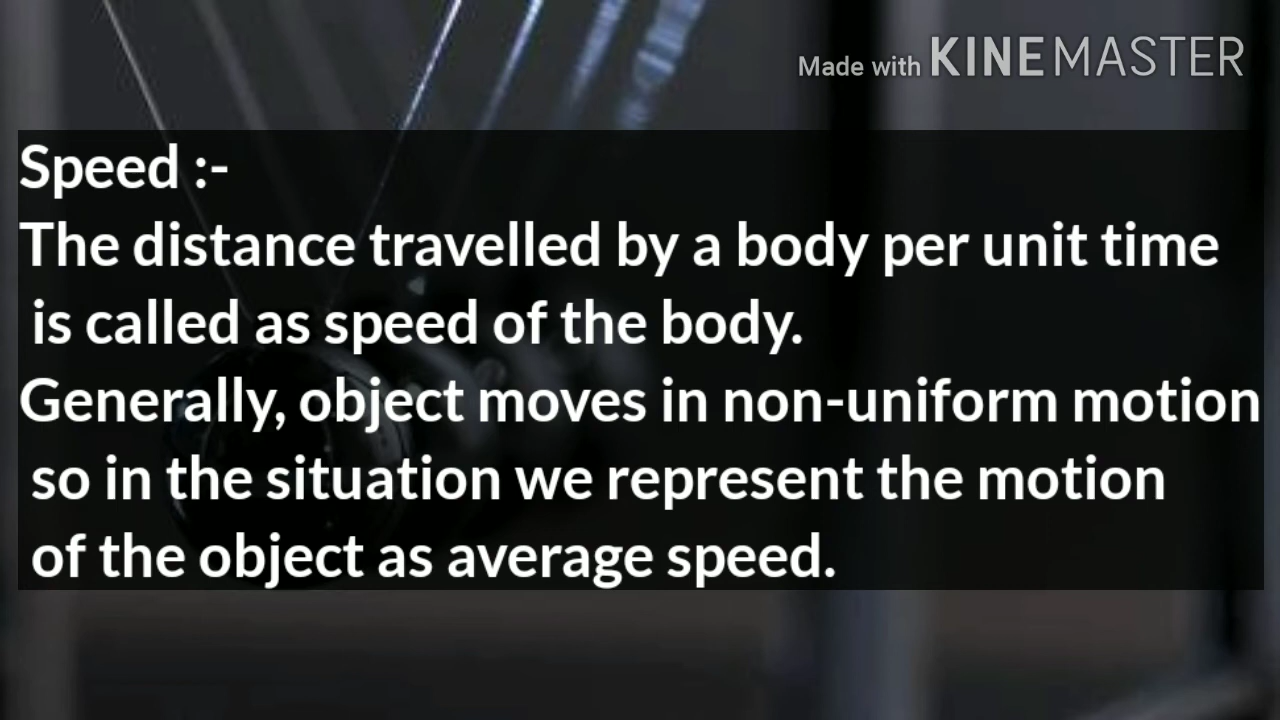 Made with KINEMASTER
Speed :-
The distance travelled by a body per unit time
is called as speed of the body.
Generally, object moves in non-uniform motion
so in the situation we represent the motion
of the object as average speed.